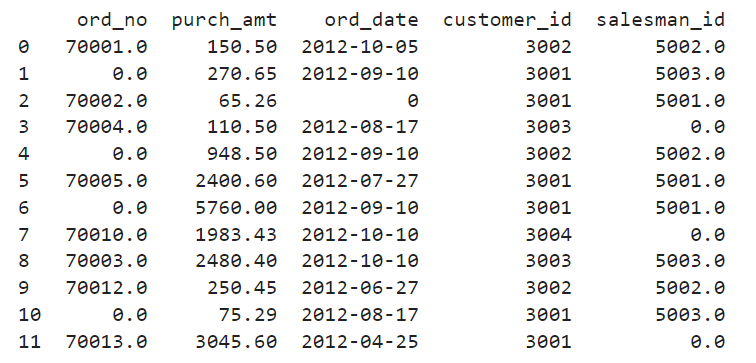 ord_no purch_amt ord_date customer_id salesman_id
0 70001.0 150.50 2012-10-05 3002 5002.0
1 0.0 270.65 2012-09-10 3001 5003.0
2 70002.0 65.26 0 3001 5001.0
3 70004.0 110.50 2012-08-17 3003 0.0
4 0.0 948.50 2012-09-10 3002 5002.0
5 70005.0 2400.60 2012-07-27 3001 5001.0
6 0.0 5760.00 2012-09-10 3001 5001.0
7 70010.0 1983.43 2012-10-10 3004 0.0
8 70003.0 2480.40 2012-10-10 3003 5003.0
9 70012.0 250.45 2012-06-27 3002 5002.0
10 0.0 75.29 2012-08-17 3001 5003.0
11 70013.0 3045.60 2012-04-25 3001 0.0